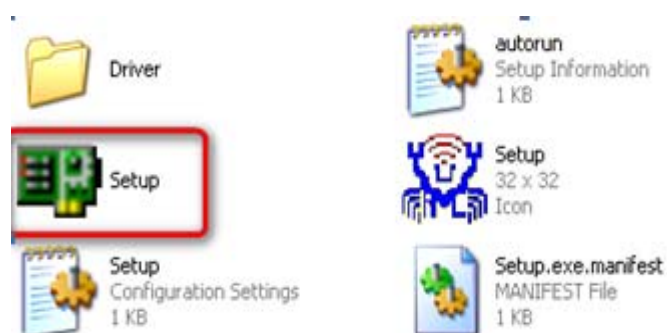 Driver
autorun
Setup Information
1 KB
Setup
Setup
32 x 32
Icon
Setup
Configuration Settings
1 KB
Setup.exe.manifest
MANIFEST File
1 KB